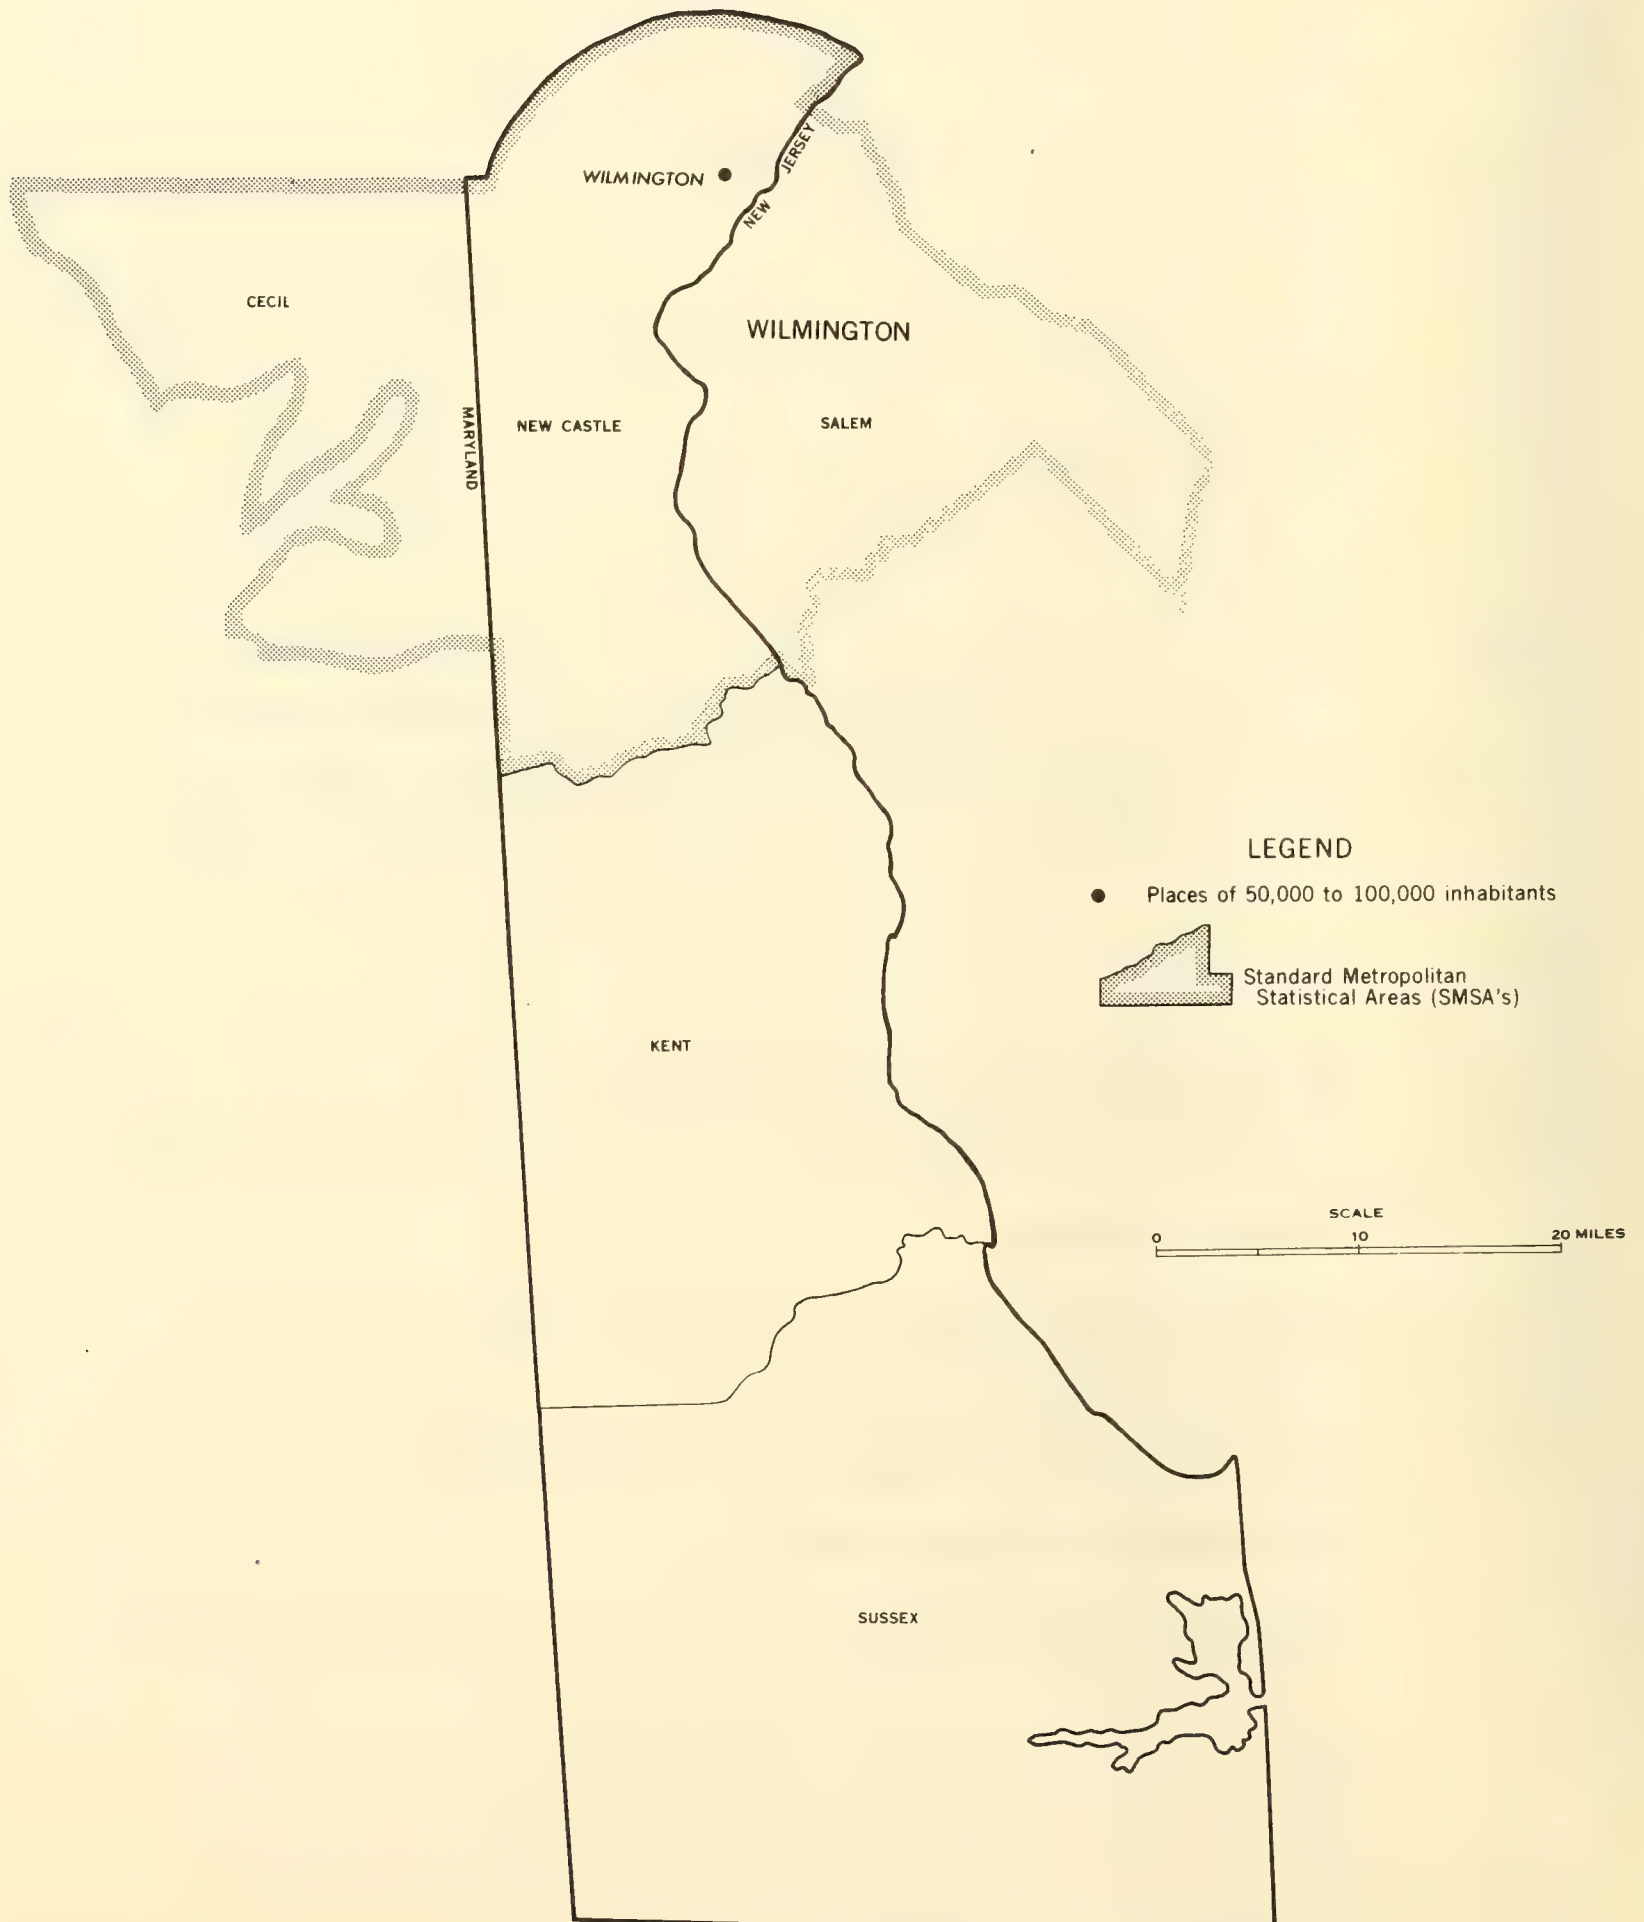 WILMINGTON
NEW JERSEY
CECIL
WILMINGTON
MARYLAND
NEW CASTLE
SALEM
LEGEND
Places of 50,000 to 100,000 inhabitants
Standard Metropolitan
Statistical Areas (SMSA's)
KENT
SCALE
0 10 20 MILES
SUSSEX